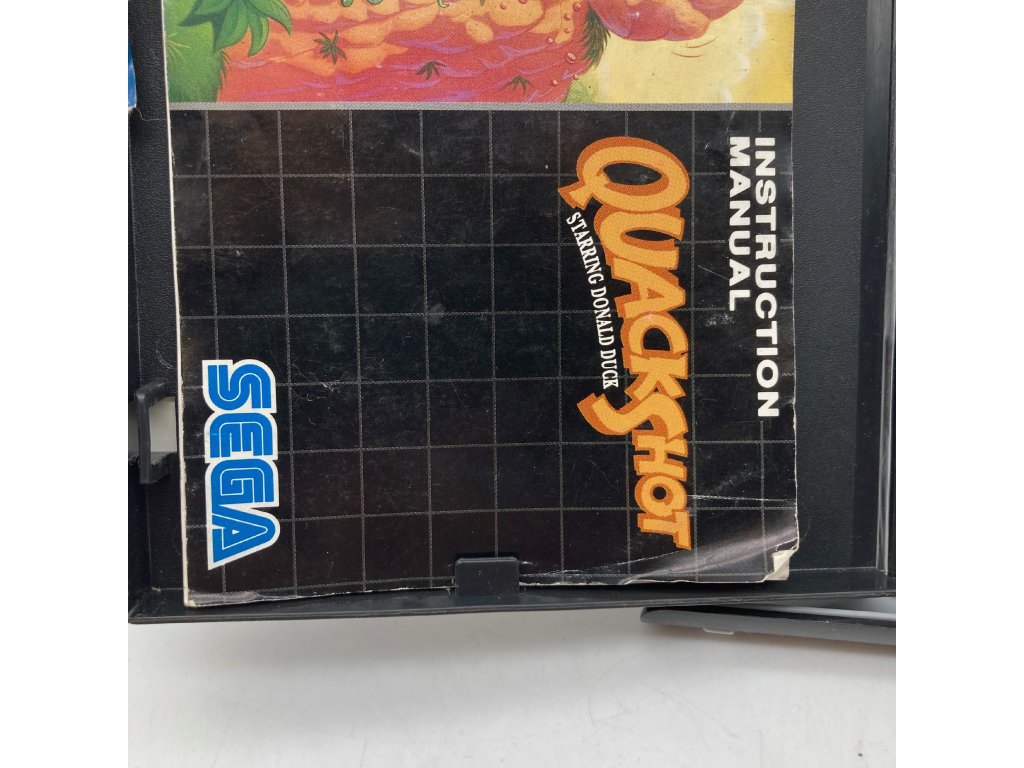 INSTRUCTION
MANUAL
QUACKSHOT
STARRING DONALD DUCK
SEGA